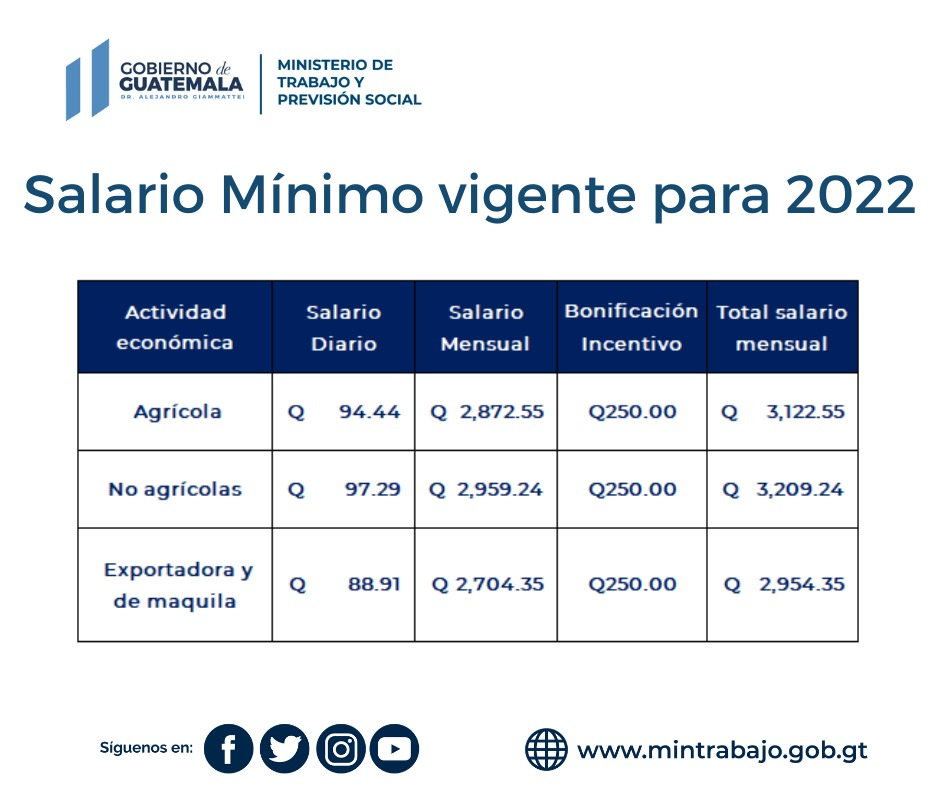 GOBIERNO de
GUATEMALA
DR. ALEJANDRO GIAMMATTEI
MINISTERIO DE
TRABAJO Y
PREVISIÓN SOCIAL
Salario Mínimo vigente para 2022
Actividad económica | Salario Diario | Salario Mensual | Bonificación Incentivo | Total salario mensual
Agrícola | Q 94.44 | Q 2,872.55 | Q250.00 | Q 3,122.55
No agrícolas | Q 97.29 | Q 2,959.24 | Q250.00 | Q 3,209.24
Exportadora y de maquila | Q 88.91 | Q 2,704.35 | Q250.00 | Q 2,954.35
Síguenos en:
www.mintrabajo.gob.gt